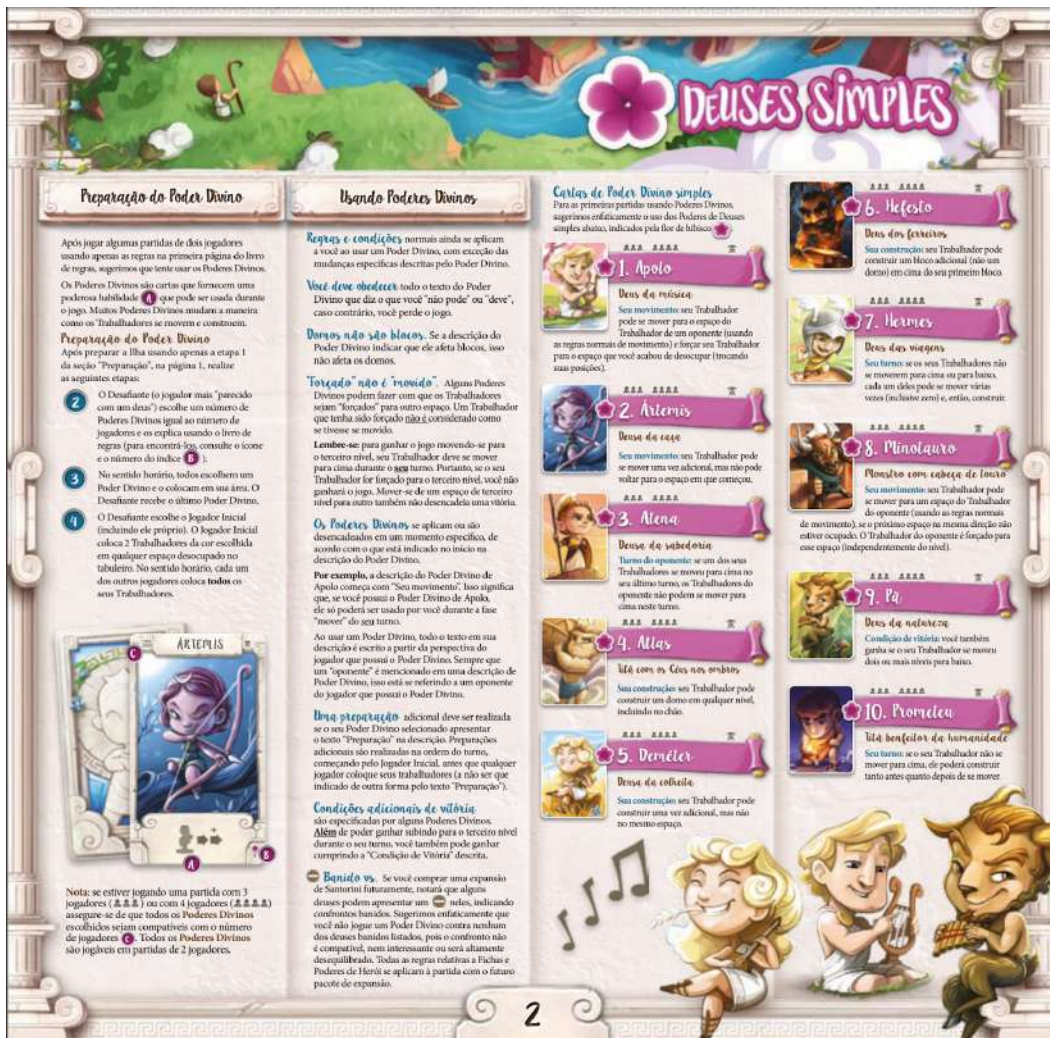 DEUSES SIMPLES
Preparação do Poder Divino
Após jogar algumas partidas de dois jogadores
usando apenas as regras na primeira página do livro
de regras, sugerimos que tente usar os Poderes Divinos.
Os Poderes Divinos são cartas que fornecem uma
poderosa habilidade A que pode ser usada durante
o jogo. Muitos Poderes Divinos mudam a maneira
como os Trabalhadores se movem e constroem.
Preparação do Poder Divino
Após preparar a Ilha usando apenas a etapa 1
da seção "Preparação", na página 1, realize
as seguintes etapas:
2 O Desafiante (o jogador mais "parecido
com um deus") escolhe um número de
Poderes Divinos igual ao número de
jogadores e os explica usando o livro de
regras (para encontrá-los, consulte o ícone
e o número do índice B ).
3 No sentido horário, todos escolhem um
Poder Divino e o colocam em sua área. O
Desafiante recebe o último Poder Divino.
4 O Desafiante escolhe o Jogador Inicial
(incluindo ele próprio). O Jogador Inicial
coloca 2 Trabalhadores da cor escolhida
em qualquer espaço desocupado no
tabuleiro. No sentido horário, cada um
dos outros jogadores coloca todos os
seus Trabalhadores.
C
ÁRTEMIS
A
B
Nota: se estiver jogando uma partida com 3
jogadores ( ) ou com 4 jogadores ( )
assegure-se de que todos os Poderes Divinos
escolhidos sejam compatíveis com o número
de jogadores C . Todos os Poderes Divinos
são jogáveis em partidas de 2 jogadores.
Usando Poderes Divinos
Regras e condições normais ainda se aplicam
a você ao usar um Poder Divino, com exceção das
mudanças específicas descritas pelo Poder Divino.
Você deve obedecer todo o texto do Poder
Divino que diz o que você "não pode" ou "deve",
caso contrário, você perde o jogo.
Domos não são blocos. Se a descrição do
Poder Divino indicar que ele afeta blocos, isso
não afeta os domos.
"Forçado" não é "movido". Alguns Poderes
Divinos podem fazer com que os Trabalhadores
sejam "forçados" para outro espaço. Um Trabalhador
que tenha sido forçado não é considerado como
se tivesse se movido.
Lembre-se: para ganhar o jogo movendo-se para
o terceiro nível, seu Trabalhador deve se mover
para cima durante o seu turno. Portanto, se o seu
Trabalhador for forçado para o terceiro nível, você não
ganhará o jogo. Mover-se de um espaço de terceiro
nível para outro também não desencadeia uma vitória.
Os Poderes Divinos se aplicam ou são
desencadeados em um momento específico, de
acordo com o que está indicado no início na
descrição do Poder Divino.
Por exemplo, a descrição do Poder Divino de
Apolo começa com "Seu movimento". Isso significa
que, se você possui o Poder Divino de Apolo,
ele só poderá ser usado por você durante a fase
"mover" do seu turno.
Ao usar um Poder Divino, todo o texto em sua
descrição é escrito a partir da perspectiva do
jogador que possui o Poder Divino. Sempre que
um "oponente" é mencionado em uma descrição de
Poder Divino, isso está se referindo a um oponente
do jogador que possui o Poder Divino.
Uma preparação adicional deve ser realizada
se o seu Poder Divino selecionado apresentar
o texto "Preparação" na descrição. Preparações
adicionais são realizadas na ordem do turno,
começando pelo Jogador Inicial, antes que qualquer
jogador coloque seus trabalhadores (a não ser que
indicado de outra forma pelo texto "Preparação").
Condições adicionais de vitória
são especificadas por alguns Poderes Divinos.
Além de poder ganhar subindo para o terceiro nível
durante o seu turno, você também pode ganhar
cumprindo a "Condição de Vitória" descrita.
Banido vs. Se você comprar uma expansão
de Santorini futuramente, notará que alguns
deuses podem apresentar um neles, indicando
confrontos banidos. Sugerimos enfaticamente que
você não jogue um Poder Divino contra nenhum
dos deuses banidos listados, pois o confronto não
é compatível, nem interessante ou será altamente
desequilibrado. Todas as regras relativas a Fichas e
Poderes de Herói se aplicam à partida com o futuro
pacote de expansão.
Cartas de Poder Divino simples
Para as primeiras partidas usando Poderes Divinos,
sugerimos enfaticamente o uso dos Poderes de Deuses
simples abaixo, indicados pela flor de hibisco
1. Apolo
Deus da música
Seu movimento: seu Trabalhador
pode se mover para o espaço do
Trabalhador de um oponente (usando
as regras normais de movimento) e forçar seu Trabalhador
para o espaço que você acabou de desocupar (trocando
suas posições).
2. Ártemis
Deusa da caça
Seu movimento: seu Trabalhador pode
se mover uma vez adicional, mas não pode
voltar para o espaço em que começou.
3. Atena
Deusa da sabedoria
Turno do oponente: se um dos seus
Trabalhadores se moveu para cima no
seu último turno, os Trabalhadores do
oponente não podem se mover para
cima neste turno.
4. Atlas
Titã com os Céus nos ombros
Sua construção: seu Trabalhador pode
construir um domo em qualquer nível,
incluindo no chão.
5. Deméter
Deusa da colheita
Sua construção: seu Trabalhador pode
construir uma vez adicional, mas não
no mesmo espaço.
6. Hefesto
Deus dos ferreiros
Sua construção: seu Trabalhador pode
construir um bloco adicional (não um
domo) em cima do seu primeiro bloco.
7. Hermes
Deus das viagens
Seu turno: se os seus Trabalhadores não
se moverem para cima ou para baixo,
cada um deles pode se mover várias
vezes (inclusive zero) e, então, construir.
8. Minotauro
Monstro com cabeça de touro
Seu movimento: seu Trabalhador pode
se mover para um espaço do Trabalhador
do oponente (usando as regras normais
de movimento), se o próximo espaço na mesma direção não
estiver ocupado. O Trabalhador do oponente é forçado para
esse espaço (independentemente do nível).
9. Pã
Deus da natureza
Condição de vitória: você também
ganha se o seu Trabalhador se moveu
dois ou mais níveis para baixo.
10. Prometeu
Titã benfeitor da humanidade
Seu turno: se o seu Trabalhador não se
mover para cima, ele poderá construir
tanto antes quanto depois de se mover.
2